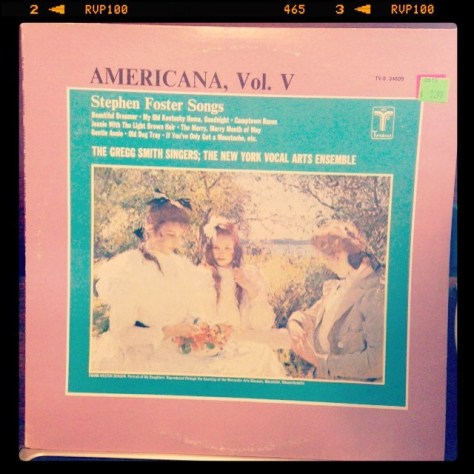 2 RVP100 465 3 RVP100
AMERICANA, Vol. V
Stephen Foster Songs
Beautiful Dreamer • My Old Kentucky Home, Goodnight • Camptown Races
Jeanie With The Light Brown Hair • The Merry, Merry Month of May
Gentle Annie • Old Dog Tray • If You've Only Got a Moustache, etc.
THE GREGG SMITH SINGERS; THE NEW YORK VOCAL ARTS ENSEMBLE
Turnabout